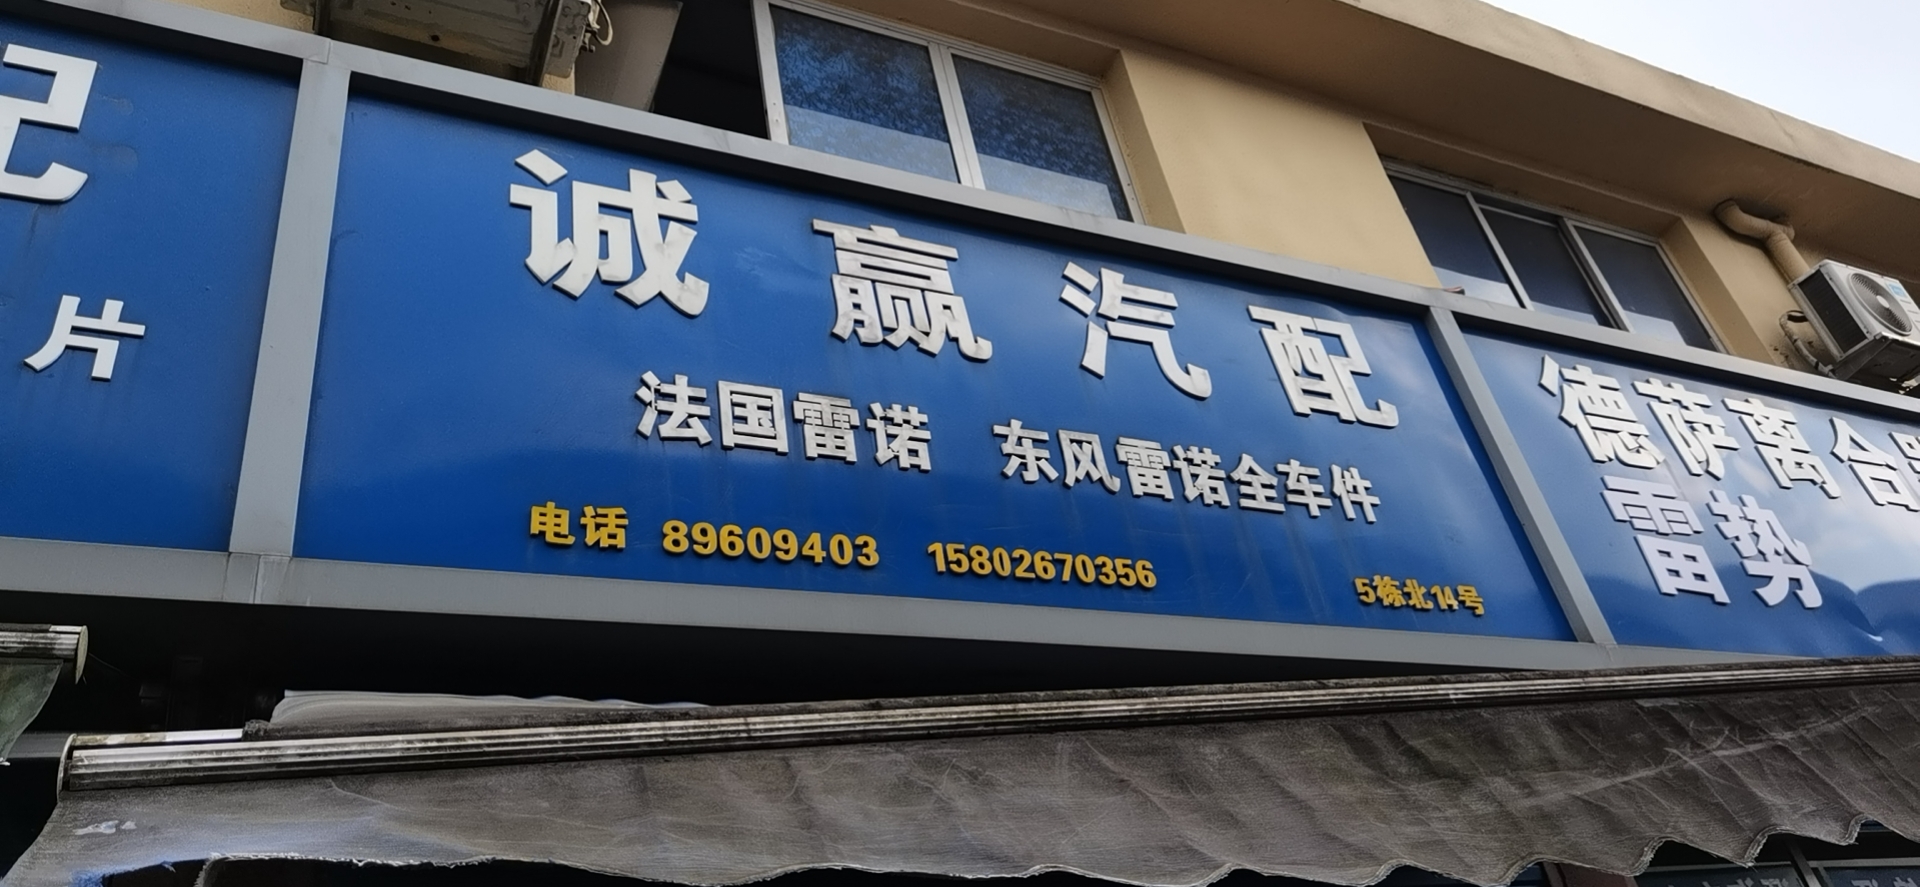 片
诚赢汽配
法国雷诺 东风雷诺全车件
电话 89609403 15802670356
5栋北14号
德萨离合
雷势